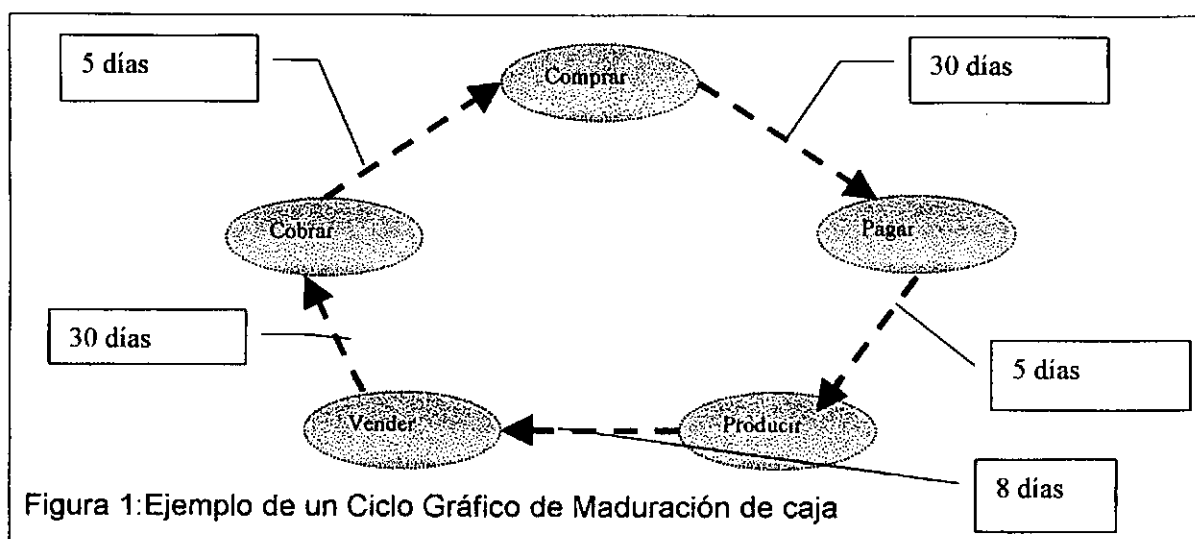 5 días
Comprar
30 días
Cobrar
Pagar
30 días
5 días
Vender
Producir
8 días
Figura 1:Ejemplo de un Ciclo Gráfico de Maduración de caja